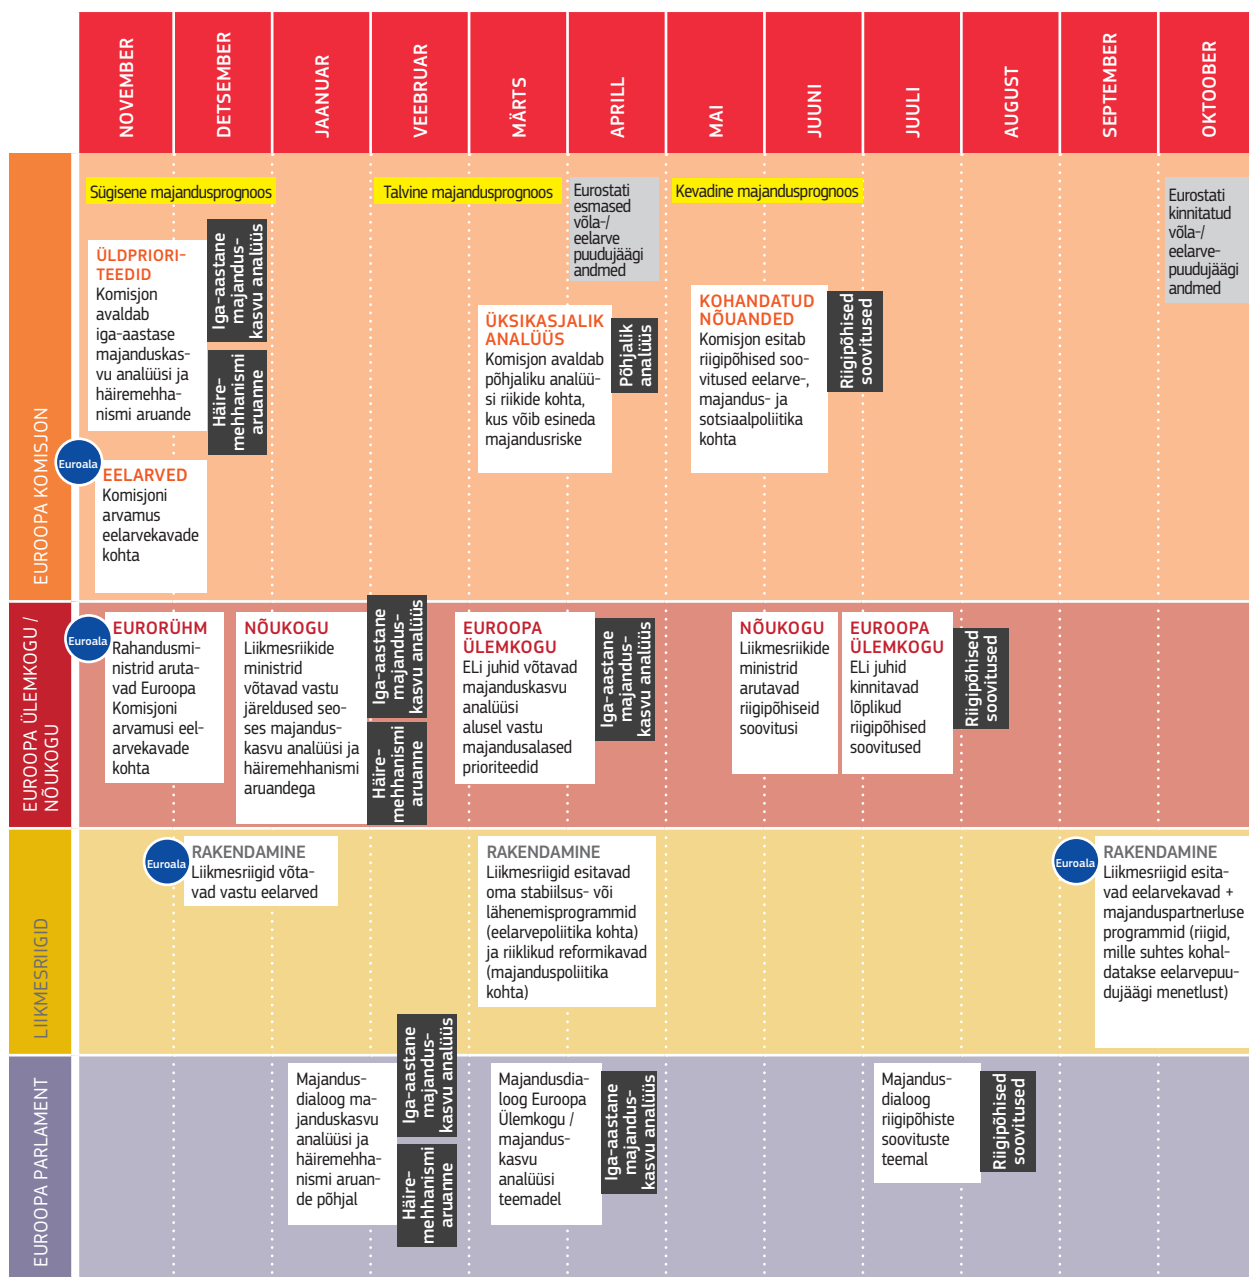 NOVEMBER
DETSEMBER
JAANUAR
VEEBRUAR
MÄRTS
APRILL
MAI
JUUNI
JUULI
AUGUST
SEPTEMBER
OKTOOBER
EUROOPA KOMISJON
Sügisene majandusprognoos
Talvine majandusprognoos
Eurostati
esmased
võla-/
eelarve
puudujäägi
andmed
Kevadine majandusprognoos
Eurostati
kinnitatud
võla-/
eelarve-
puudujäägi
andmed
ÜLDPRIORI-
TEEDID
Komisjon
avaldab
iga-aastase
majanduskas-
vu analüüsi ja
häiremehha-
nismi aruande
Iga-aastane
majandus-
kasvu analüüs
Häire-
mehhanismi
aruanne
ÜKSIKASJALIK
ANALÜÜS
Komisjon avaldab
põhjaliku analüü-
si riikide kohta,
kus võib esineda
majandusriske
Põhjalik
analüüs
KOHANDATUD
NÕUANDED
Komisjon esitab
riigipõhised soo-
vitused eelarve-,
majandus- ja
sotsiaalpoliitika
kohta
Riigipõhised
soovitused
Euroala
EELARVED
Komisjoni
arvamus
eelarvekavade
kohta
EUROOPA ÜLEMKOGU /
NÕUKOGU
Euroala
EURORÜHM
Rahandusmi-
nistrid aruta-
vad Euroopa
Komisjoni
arvamusi eel-
arvekavade
kohta
NÕUKOGU
Liikmesriikide
ministrid
võtavad vastu
järeldused seo-
ses majandus-
kasvu analüüsi ja
häiremehhanismi
aruandega
Iga-aastane
majandus-
kasvu analüüs
Häire-
mehhanismi
aruanne
EUROOPA
ÜLEMKOGU
ELi juhid võtavad
majanduskasvu
analüüsi
alusel vastu
majandusalased
prioriteedid
Iga-aastane
majandus-
kasvu analüüs
NÕUKOGU
Liikmesriikide
ministrid
arutavad
riigipõhiseid
soovitusi
EUROOPA
ÜLEMKOGU
ELi juhid
kinnitavad
lõplikud
riigipõhised
soovitused
Riigipõhised
soovitused
LIIKMESRIIGID
Euroala
RAKENDAMINE
Liikmesriigid võta-
vad vastu eelarved
RAKENDAMINE
Liikmesriigid esitavad
oma stabiilsus- või
lähenemisprogrammid
(eelarvepoliitika kohta)
ja riiklikud reformikavad
(majanduspoliitika
kohta)
Euroala
RAKENDAMINE
Liikmesriigid esita-
vad eelarvekavad +
majanduspartnerluse
programmid (riigid,
mille suhtes kohal-
datakse eelarvepuu-
dujäägi menetlust)
EUROOPA PARLAMENT
Majandus-
dialoog ma-
janduskasvu
analüüsi ja
häiremehha-
nismi aruan-
de põhjal
Iga-aastane
majandus-
kasvu analüüs
Häire-
mehhanismi
aruanne
Majandusdia-
loog Euroopa
Ülemkogu /
majandus-
kasvu
analüüsi
teemadel
Iga-aastane
majandus-
kasvu analüüs
Majandus-
dialoog
riigipõhiste
soovituste
teemal
Riigipõhised
soovitused